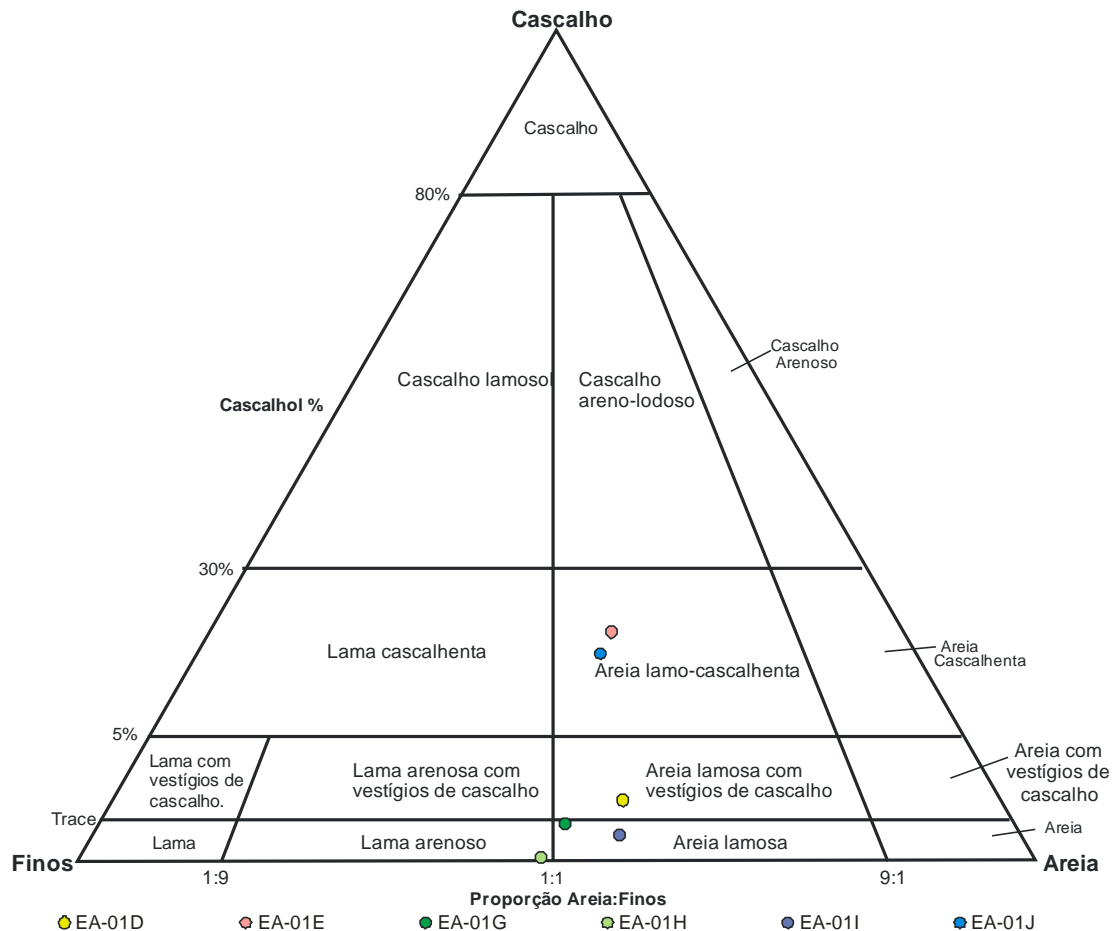 Cascalho
Cascalho
80%
Cascalho
Arenoso
Cascalho lamosol
Cascalho
areno-lodoso
Cascalhol %
30%
Lama cascalhenta
Areia lamo-cascalhenta
Areia
Cascalhenta
5%
Lama com
vestígios de
cascalho.
Lama arenosa com
vestígios de cascalho
Areia lamosa com
vestígios de cascalho
Areia com
vestígios de
cascalho
Trace
Lama
Lama arenoso
Areia lamosa
Areia
Finos
Areia
1:9
1:1
9:1
Proporção Areia:Finos
EA-01D
EA-01E
EA-01G
EA-01H
EA-01I
EA-01J